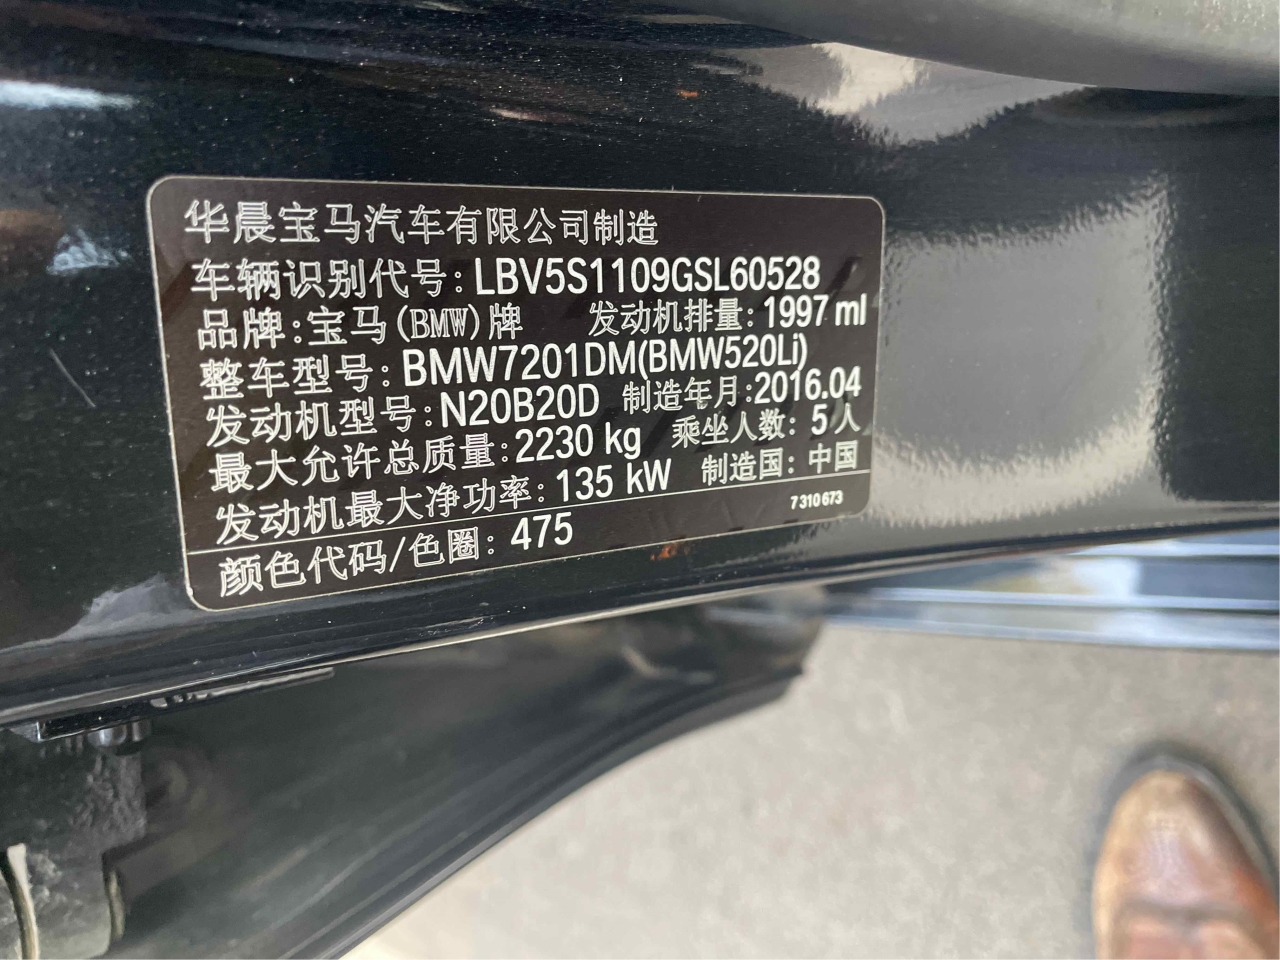 华晨宝马汽车有限公司制造
车辆识别代号: LBV5S1109GSL60528
品牌:宝马(BMW)牌 发动机排量: 1997 ml
整车型号: BMW7201DM(BMW520Li)
发动机型号: N20B20D 制造年月:2016.04
最大允许总质量: 2230 kg 乘坐人数: 5人
发动机最大净功率: 135 kW 制造国: 中国
7 310 673
颜色代码/色圈: 475